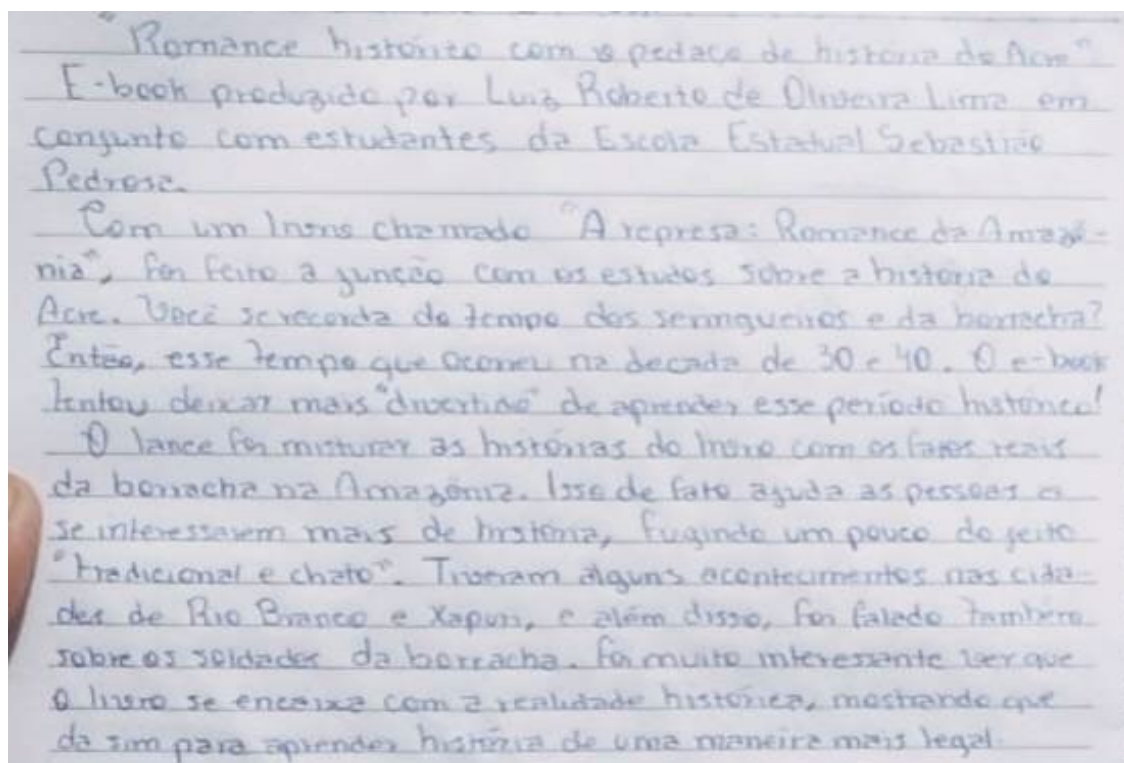 "Romance histórico com o pedaço de história do Acre"
E-book produzido por Luiz Roberto de Oliveira Lima em
conjunto com estudantes da Escola Estadual Sebastião
Pedrosa.
Com um livro chamado "A represa: Romance da Amazô-
nia", foi feito a junção com os estudos sobre a história do
Acre. Você se recorda do tempo dos seringueiros e da borracha?
Então, esse tempo que ocorreu na decada de 30 e 40. O e-book
tentou deixar mais "divertido" de aprender esse período histórico!
O lance foi misturar as histórias do livro com os fatos reais
da borracha na Amazônia. Isso de fato ajuda as pessoas a
se interessarem mais de história, fugindo um pouco do jeito
"tradicional e chato". Tiveram alguns acontecimentos nas cida-
des de Rio Branco e Xapuri, e além disso, foi falado também
sobre os soldados da borracha. Foi muito interessante ver que
o livro se encaixa com a realidade histórica, mostrando que
da sim para aprender história de uma maneira mais legal.